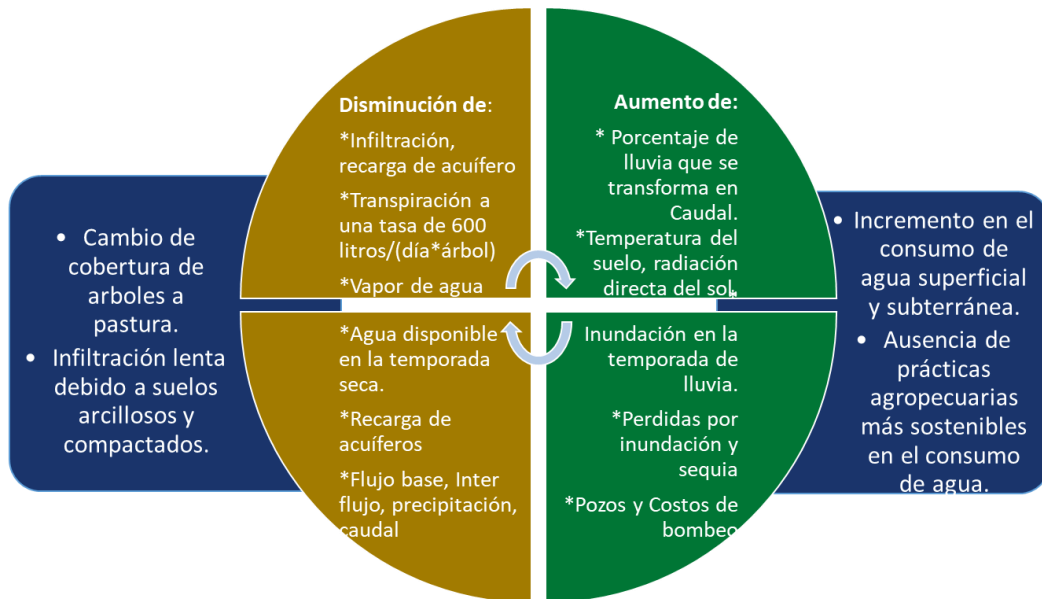 • Cambio de
cobertura de
arboles a
pastura.
• Infiltración lenta
debido a suelos
arcillosos y
compactados.
Disminución de:
*Infiltración,
recarga de acuífero
*Transpiración a
una tasa de 600
litros/(día*árbol)
*Vapor de agua
Aumento de:
* Porcentaje de
lluvia que se
transforma en
Caudal.
*Temperatura del
suelo, radiación
directa del sol.
*
*Agua disponible
en la temporada
seca.
*Recarga de
acuíferos
*Flujo base, Inter
flujo, precipitación,
caudal
Inundación en la
temporada de
lluvia.
*Perdidas por
inundación y
sequia
*Pozos y Costos de
bombeo
• Incremento en el
consumo de
agua superficial
y subterránea.
• Ausencia de
prácticas
agropecuarias
más sostenibles
en el consumo
de agua.